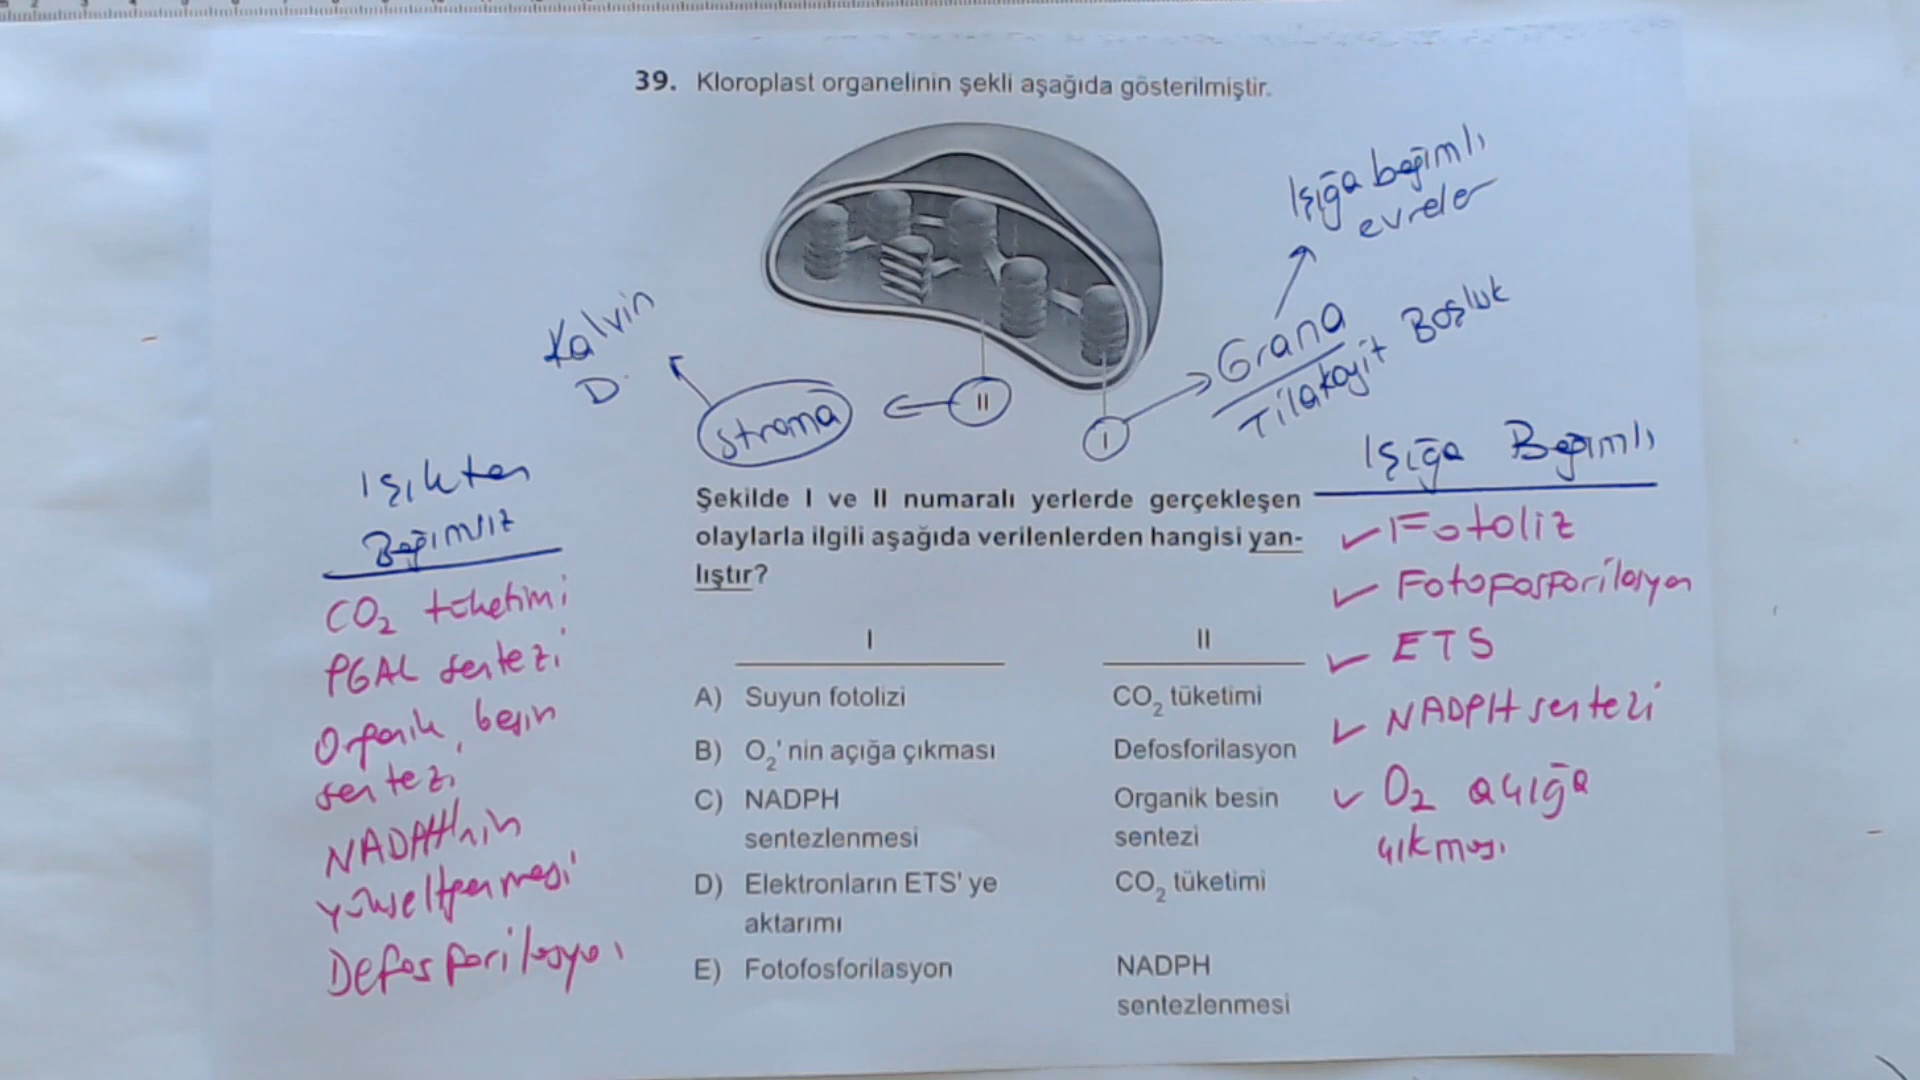 39. Kloroplast organelinin şekli aşağıda gösterilmiştir.
Işığa bağımlı
evreler
Kalvin
D.
Grana
Tilakoyit Boşluk
stroma
II
I
Işıktan
Bağımsız
CO₂ tüketimi
PGAL sentezi
Organik besin
sentezi
NADPH'nin
yükseltgenmesi
Defosforilasyon
Şekilde I ve II numaralı yerlerde gerçekleşen
olaylarla ilgili aşağıda verilenlerden hangisi yan-
lıştır?
I II
A) Suyun fotolizi CO₂ tüketimi
B) O₂' nin açığa çıkması Defosforilasyon
C) NADPH Organik besin
sentezlenmesi sentezi
D) Elektronların ETS' ye CO₂ tüketimi
aktarımı
E) Fotofosforilasyon NADPH
sentezlenmesi
Işığa Bağımlı
Fotoliz
Fotofosforilasyon
ETS
NADPH sentezi
O₂ açığa
çıkması